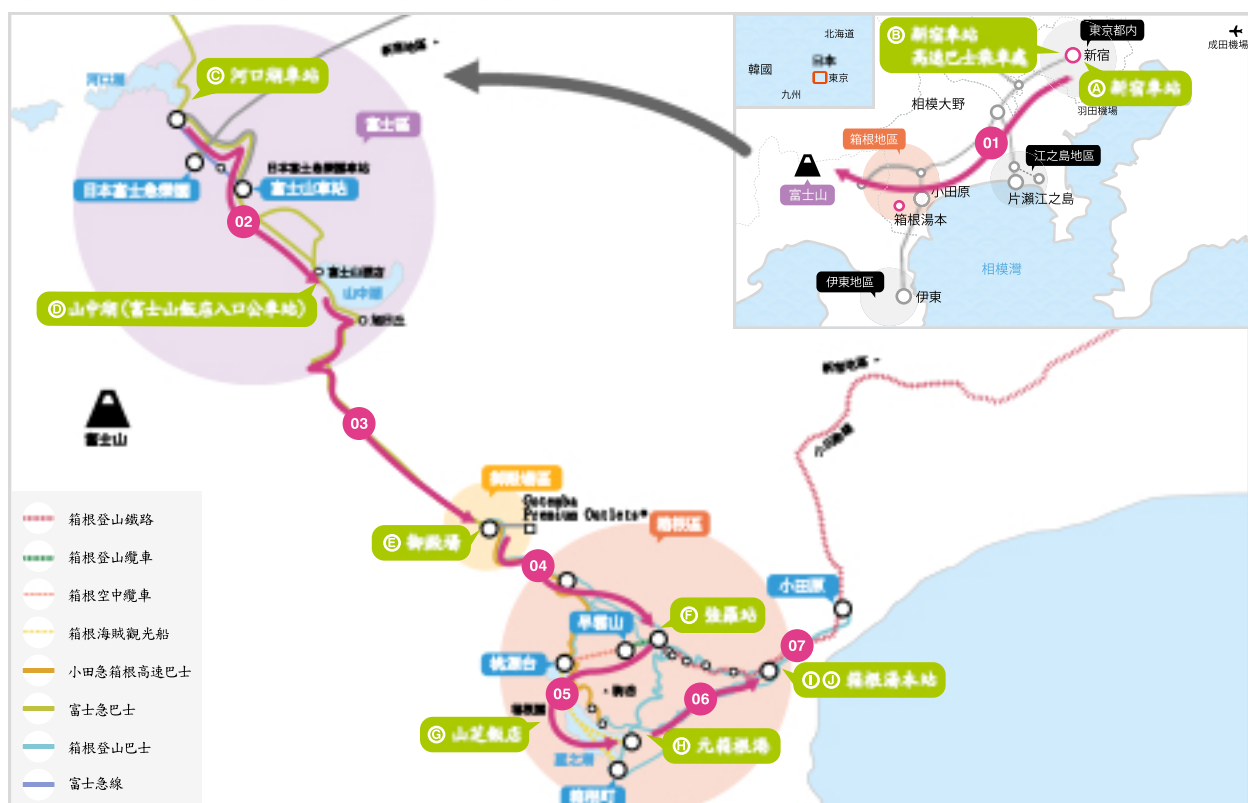 北海道
日本
韓國
東京
九州
Ⓑ 新宿車站
高速巴士乘車處
東京都內
新宿
成田機場
Ⓐ 新宿車站
羽田機場
相模大野
01
箱根地區
江之島地區
富士山
小田原
片瀬江之島
箱根湯本
相模灣
伊東地區
伊東
河口湖
Ⓒ 河口湖車站
富士區
日本富士急樂園車站
日本富士急樂園
富士山車站
02
富士山飯店
山中湖
Ⓓ 山中湖(富士山飯店入口公車站)
旭日丘
新宿地區
小田急線
富士山
03
御殿場區
Gotemba
Premium Outlets®
箱根區
Ⓔ 御殿場
04
小田原
Ⓕ 強羅站
早雲山
07
桃源台
Ⓘ Ⓙ 箱根湯本站
05
06
箱根園
Ⓖ 山芝飯店
Ⓗ 元箱根港
蘆之湖
箱根町
箱根登山鐵路
箱根登山纜車
箱根空中纜車
箱根海賊觀光船
小田急箱根高速巴士
富士急巴士
箱根登山巴士
富士急線